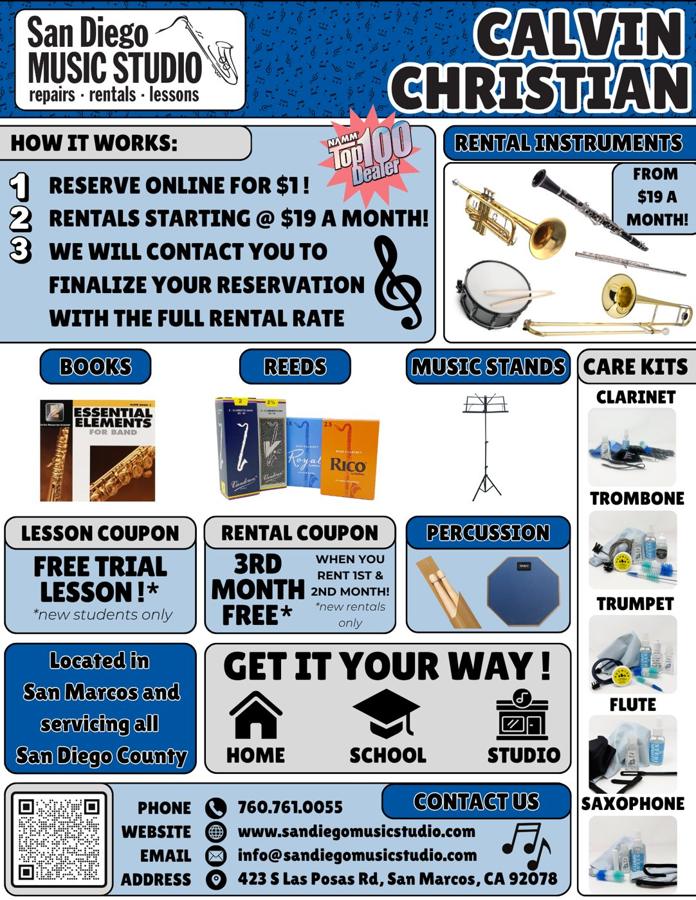 San Diego
MUSIC STUDIO
repairs · rentals · lessons
CALVIN
CHRISTIAN
HOW IT WORKS:
NAMM
Top 100
Dealer
1 RESERVE ONLINE FOR $1!
2 RENTALS STARTING @ $19 A MONTH!
3 WE WILL CONTACT YOU TO
FINALIZE YOUR RESERVATION
WITH THE FULL RENTAL RATE
RENTAL INSTRUMENTS
FROM
$19 A
MONTH!
BOOKS
ESSENTIAL
ELEMENTS
FOR BAND
REEDS
Royal
RICO
MUSIC STANDS
CARE KITS
CLARINET
TROMBONE
TRUMPET
FLUTE
SAXOPHONE
LESSON COUPON
FREE TRIAL
LESSON !*
*new students only
RENTAL COUPON
3RD
MONTH
FREE*
WHEN YOU
RENT 1ST &
2ND MONTH!
*new rentals
only
PERCUSSION
Located in
San Marcos and
servicing all
San Diego County
GET IT YOUR WAY !
HOME
SCHOOL
STUDIO
CONTACT US
PHONE 760.761.0055
WEBSITE www.sandiegomusicstudio.com
EMAIL info@sandiegomusicstudio.com
ADDRESS 423 S Las Posas Rd, San Marcos, CA 92078